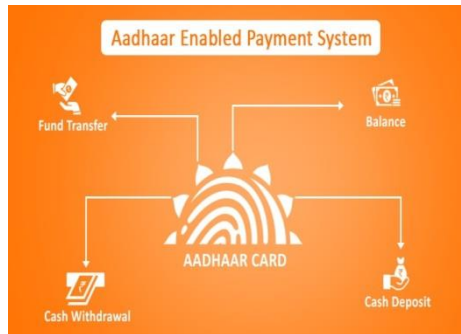 Aadhaar Enabled Payment System
Fund Transfer
Balance
AADHAAR CARD
Cash Withdrawal
Cash Deposit